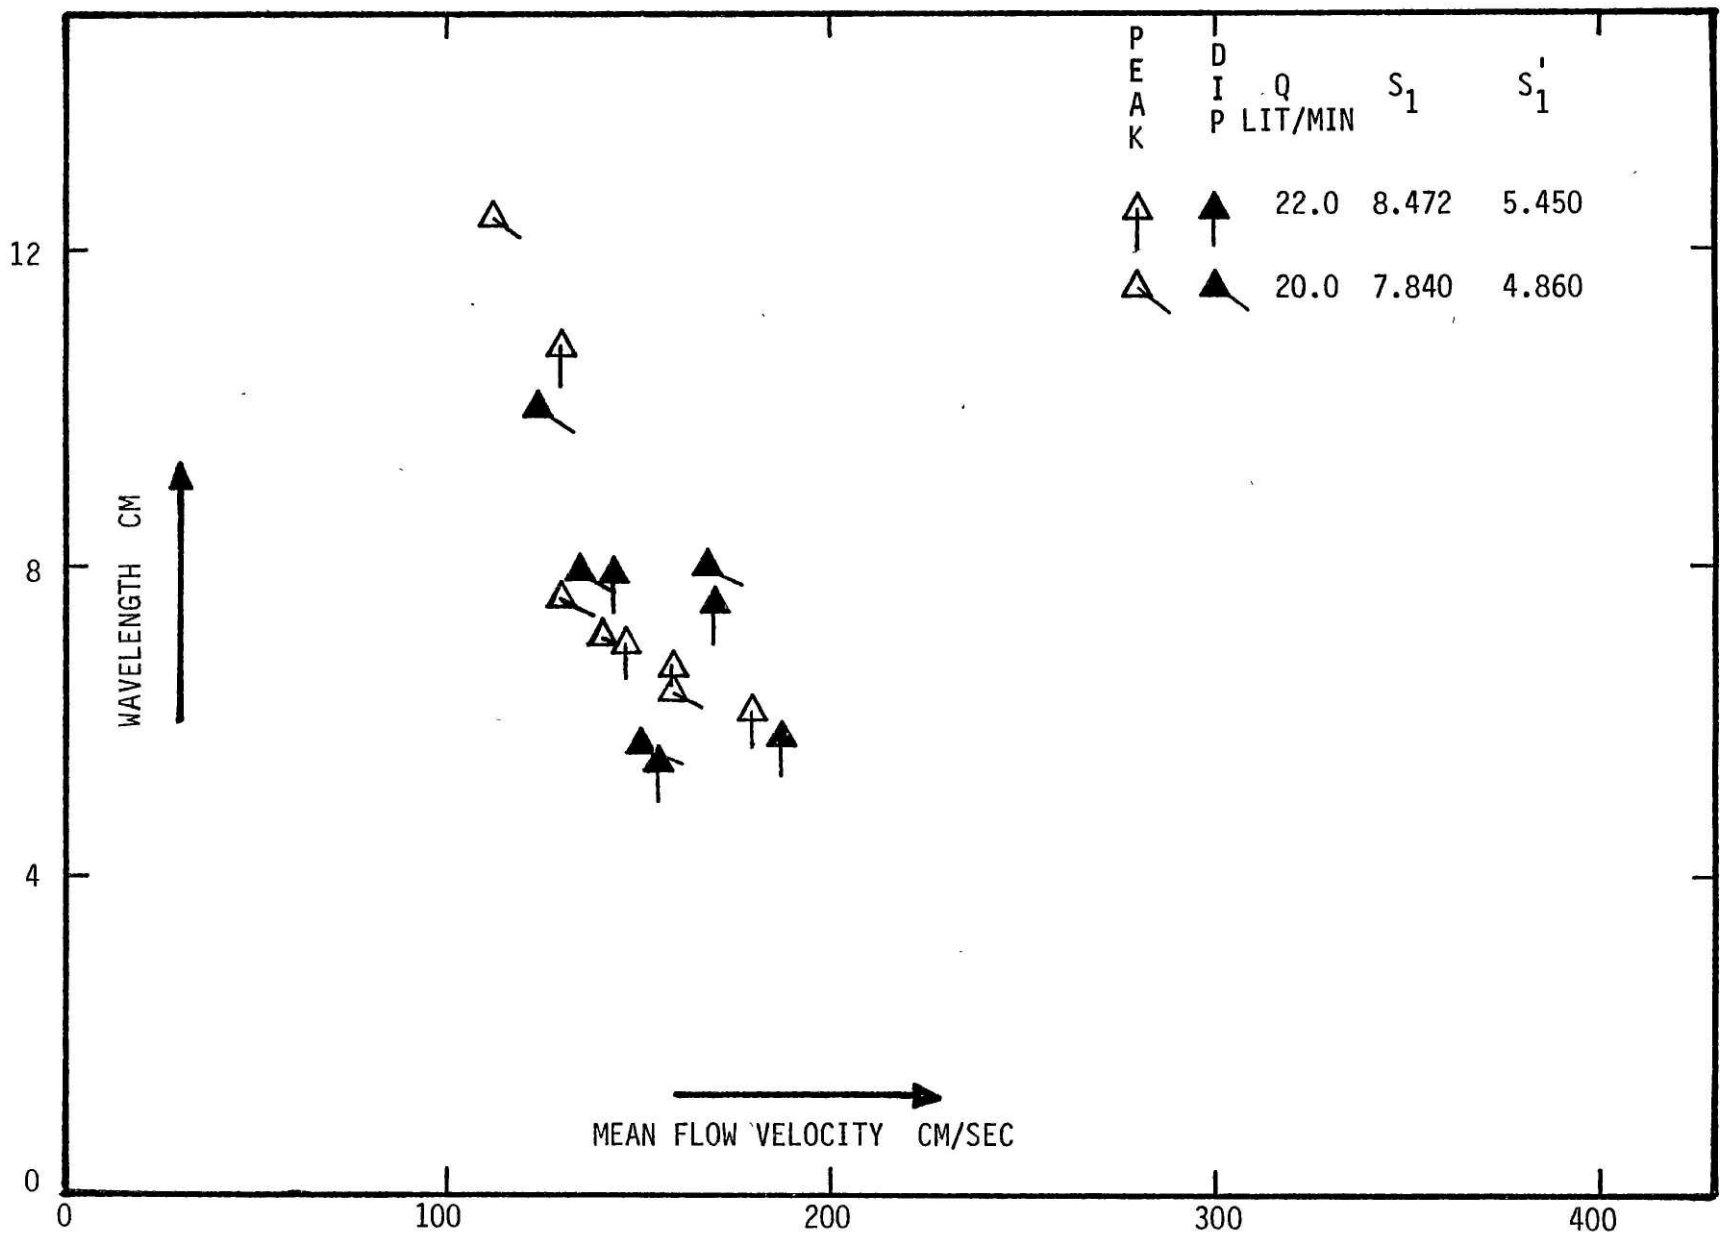 PEAK
DIP
Q S1 S1'
LIT/MIN
22.0 8.472 5.450
20.0 7.840 4.860
12
8
4
0
WAVELENGTH CM
MEAN FLOW VELOCITY CM/SEC
0 100 200 300 400